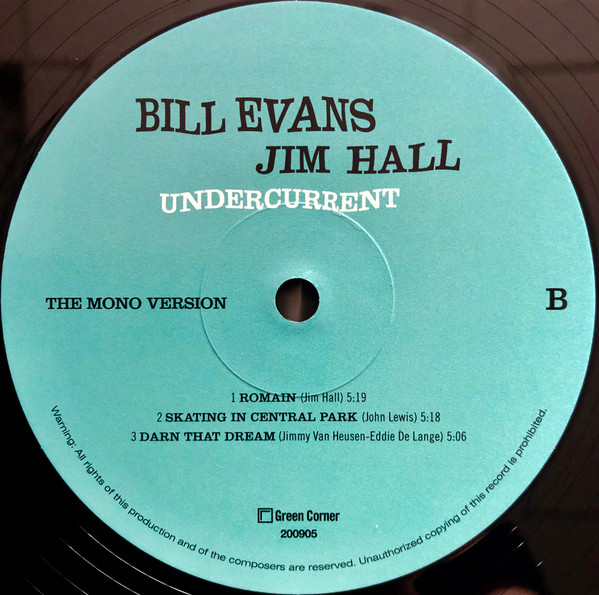 BILL EVANS
JIM HALL
UNDERCURRENT
THE MONO VERSION
B
1 ROMAIN (Jim Hall) 5:19
2 SKATING IN CENTRAL PARK (John Lewis) 5:18
3 DARN THAT DREAM (Jimmy Van Heusen-Eddie De Lange) 5:06
Green Corner
200905
Warning: All rights of this production and of the composers are reserved. Unauthorized copying of this record is prohibited.